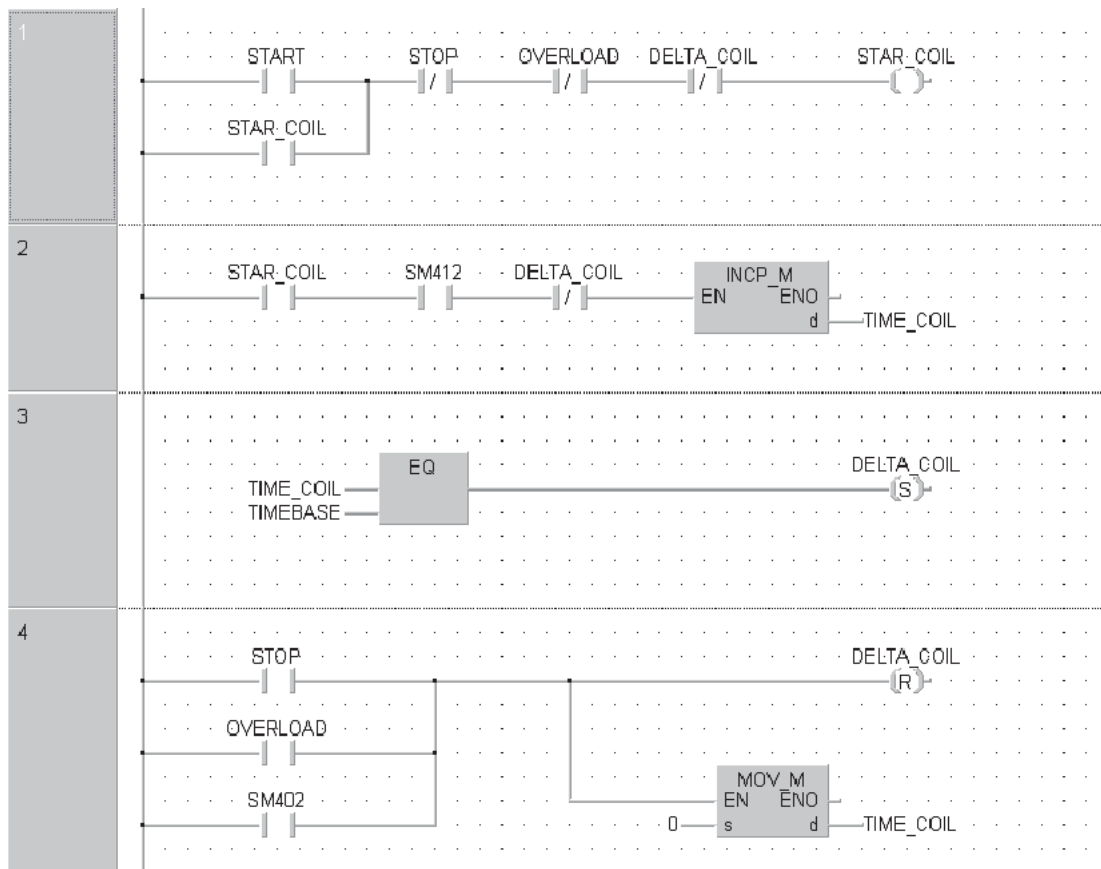 1
START STOP OVERLOAD DELTA_COIL STAR_COIL
/ / /
STAR_COIL
2
STAR_COIL SM412 DELTA_COIL INCP_M
/ EN ENO
d TIME_COIL
3
EQ DELTA_COIL
TIME_COIL S
TIMEBASE
4
STOP DELTA_COIL
R
OVERLOAD
MOV_M
SM402 EN ENO
0 s d TIME_COIL